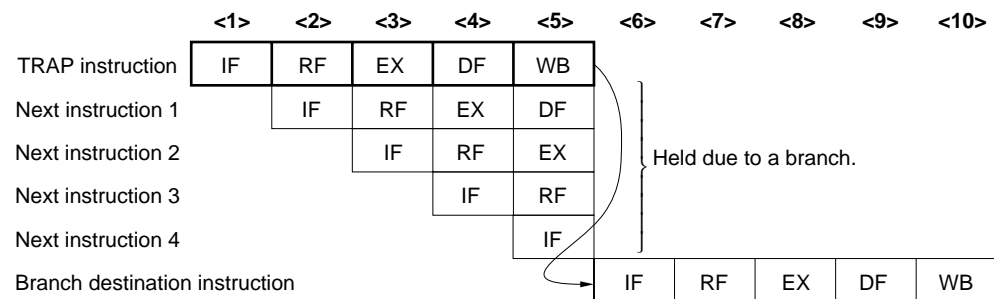 <1> <2> <3> <4> <5> <6> <7> <8> <9> <10>
TRAP instruction IF RF EX DF WB
Next instruction 1 IF RF EX DF
Next instruction 2 IF RF EX Held due to a branch.
Next instruction 3 IF RF
Next instruction 4 IF
Branch destination instruction IF RF EX DF WB